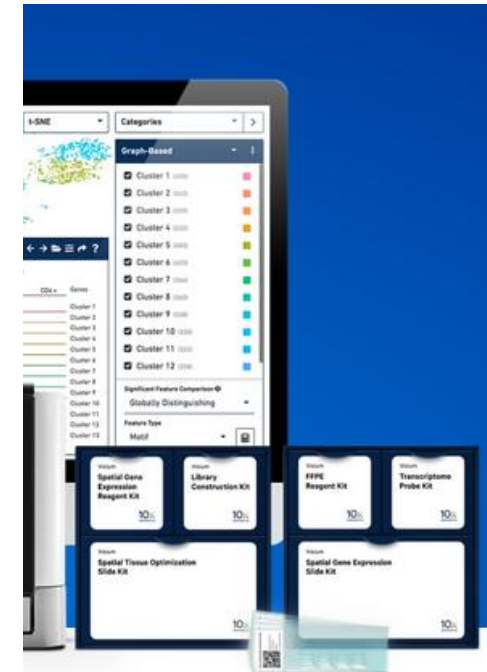 t-SNE
Categories
Graph-Based
Cluster 1
Cluster 2
Cluster 3
Cluster 4
Cluster 5
Cluster 6
Cluster 7
Cluster 8
Cluster 9
Cluster 10
Cluster 11
Cluster 12
Significant Feature Comparison
Globally Distinguishing
Feature Type
Motif
?
CD4+
Genes
Cluster 1
Cluster 2
Cluster 3
Cluster 4
Cluster 5
Cluster 6
Cluster 7
Cluster 8
Cluster 9
Cluster 10
Cluster 11
Cluster 12
Cluster 13
Visium
Spatial Gene
Expression
Reagent Kit
10x
Visium
Library
Construction Kit
10x
Visium
Spatial Tissue Optimization
Slide Kit
10x
Visium
FFPE
Reagent Kit
10x
Visium
Transcriptome
Probe Kit
10x
Visium
Spatial Gene Expression
Slide Kit
10x